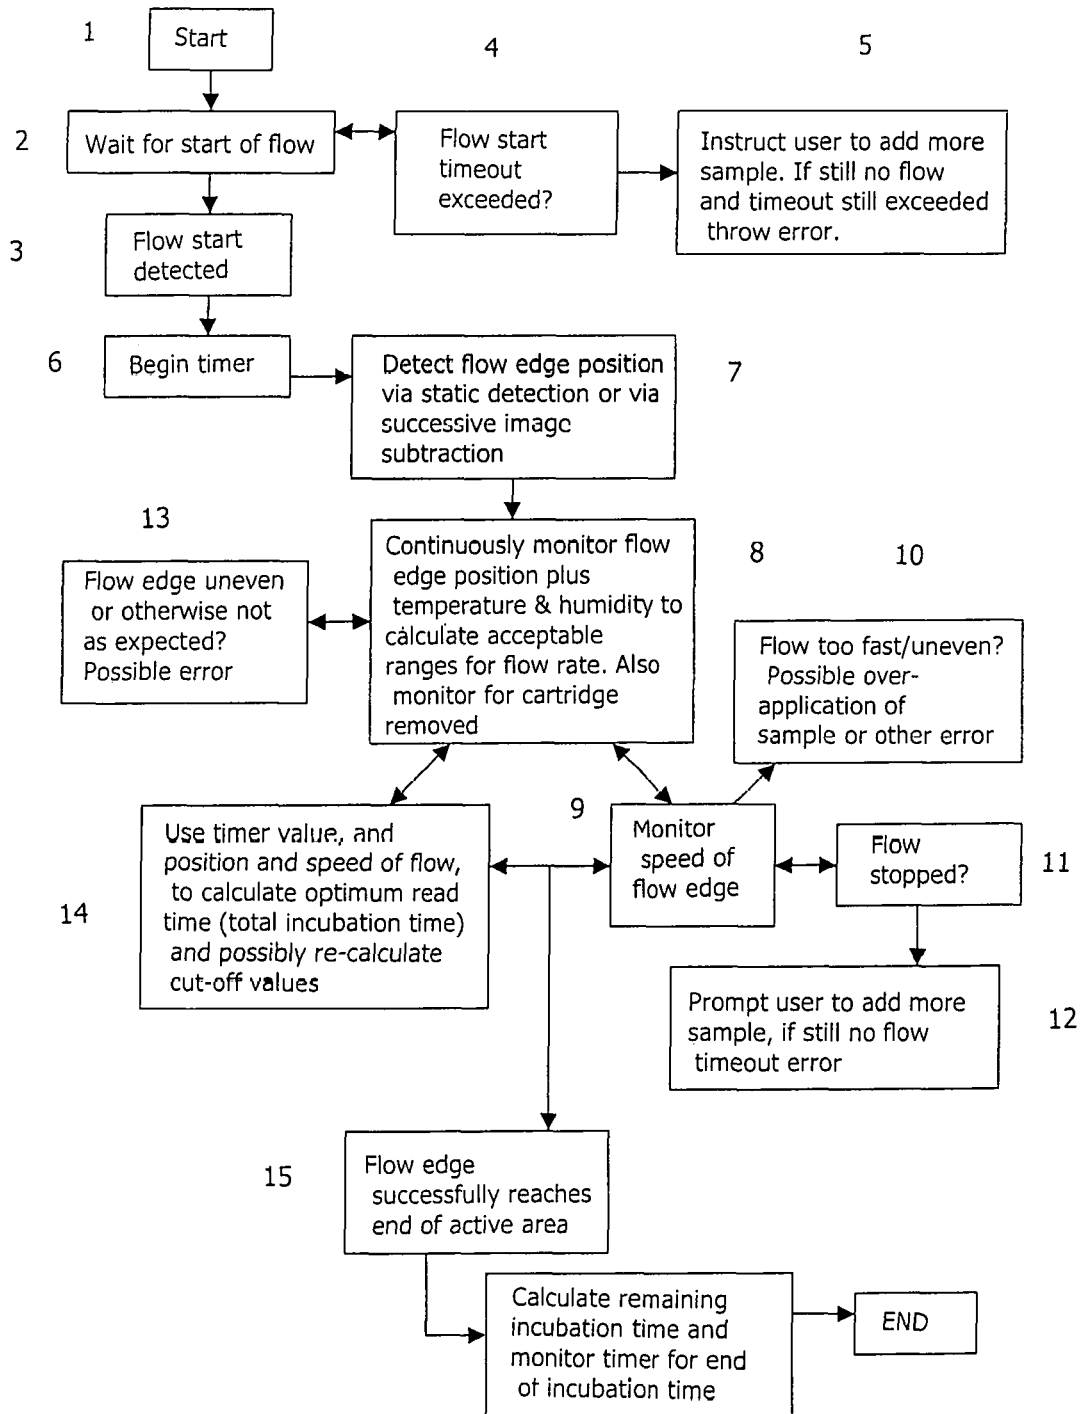 1
Start
4
5
2
Wait for start of flow
Flow start
timeout
exceeded?
Instruct user to add more
sample. If still no flow
and timeout still exceeded
throw error.
3
Flow start
detected
6
Begin timer
Detect flow edge position
via static detection or via
successive image
subtraction
7
13
Flow edge uneven
or otherwise not
as expected?
Possible error
Continuously monitor flow
edge position plus
temperature & humidity to
calculate acceptable
ranges for flow rate. Also
monitor for cartridge
removed
8
10
Flow too fast/uneven?
Possible over-
application of
sample or other error
14
Use timer value, and
position and speed of flow,
to calculate optimum read
time (total incubation time)
and possibly re-calculate
cut-off values
9
Monitor
speed of
flow edge
Flow
stopped?
11
Prompt user to add more
sample, if still no flow
timeout error
12
15
Flow edge
successfully reaches
end of active area
Calculate remaining
incubation time and
monitor timer for end
of incubation time
END